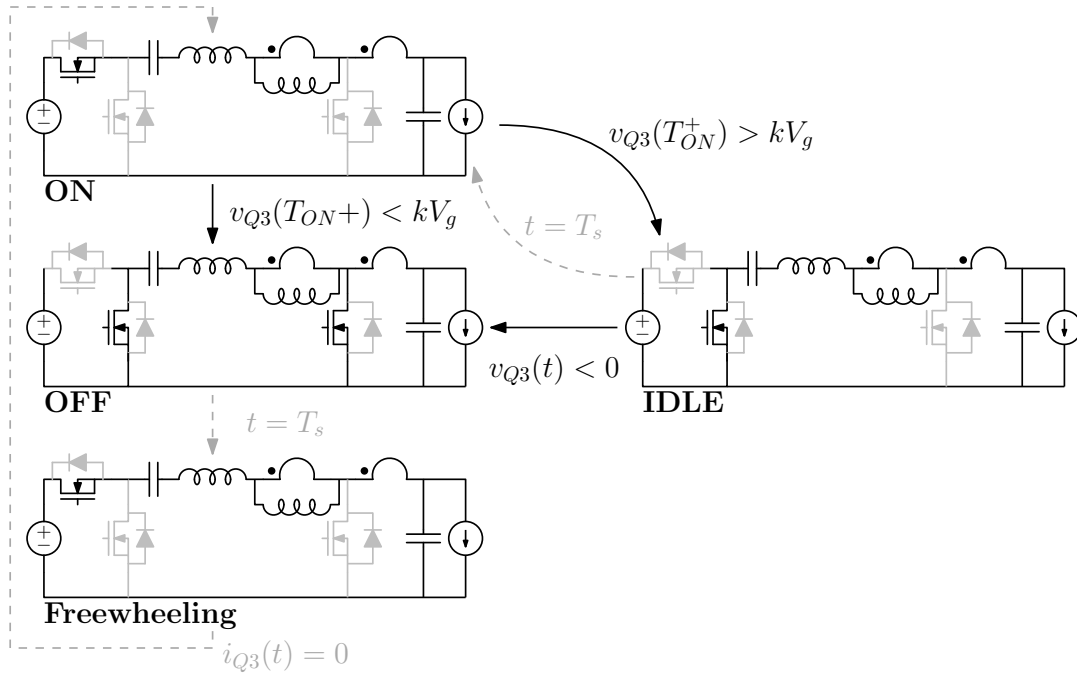 ON
$v_{Q3}(T_{ON}^{+}) > kV_g$
$v_{Q3}(T_{ON}+) < kV_g$
$t = T_s$
OFF
$v_{Q3}(t) < 0$
IDLE
$t = T_s$
Freewheeling
$i_{Q3}(t) = 0$